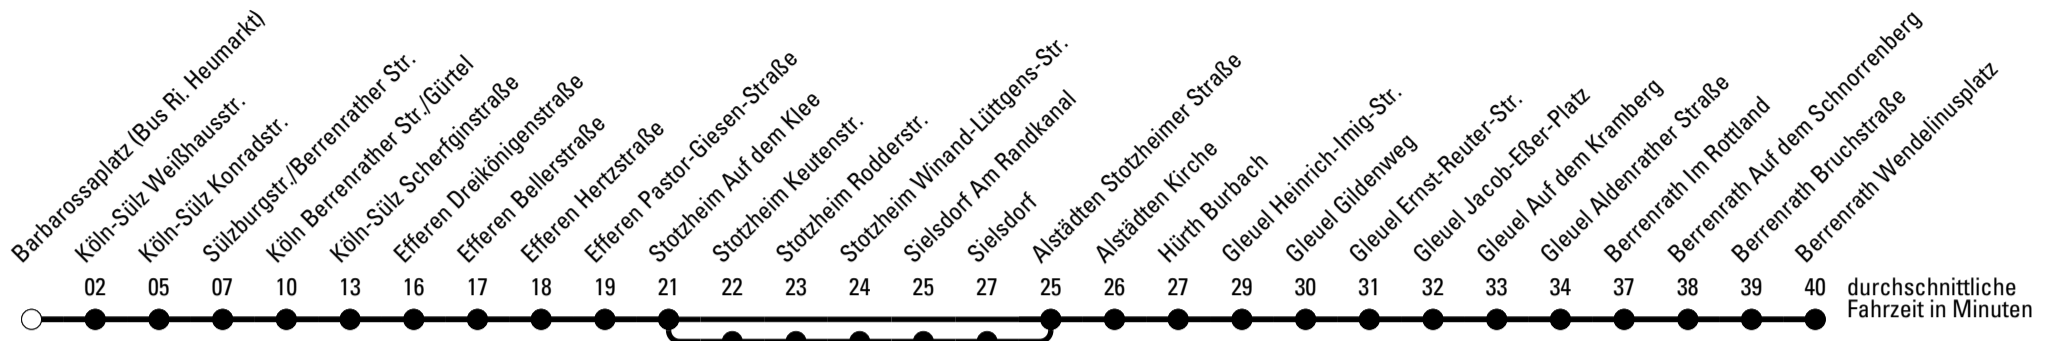 Barbarossaplatz (Bus Ri. Heumarkt)
Köln-Sülz Weißhausstr.
Köln-Sülz Konradstr.
Sülzburgstr./Berrenrather Str.
Köln Berrenrather Str./Gürtel
Köln-Sülz Scherfginstraße
Efferen Dreikönigenstraße
Efferen Bellerstraße
Efferen Hertzstraße
Efferen Pastor-Giesen-Straße
Stotzheim Auf dem Klee
Stotzheim Keutenstr.
Stotzheim Rodderstr.
Stotzheim Winand-Lüttgens-Str.
Sielsdorf Am Randkanal
Sielsdorf
Alstädten Stotzheimer Straße
Alstädten Kirche
Hürth Burbach
Gleuel Heinrich-Imig-Str.
Gleuel Gildenweg
Gleuel Ernst-Reuter-Str.
Gleuel Jacob-Eßer-Platz
Gleuel Auf dem Kramberg
Gleuel Aldenrather Straße
Berrenrath Im Rottland
Berrenrath Auf dem Schnorrenberg
Berrenrath Bruchstraße
Berrenrath Wendelinusplatz
02 05 07 10 13 16 17 18 19 21 22 23 24 25 27 25 26 27 29 30 31 32 33 34 37 38 39 40 durchschnittliche
Fahrzeit in Minuten